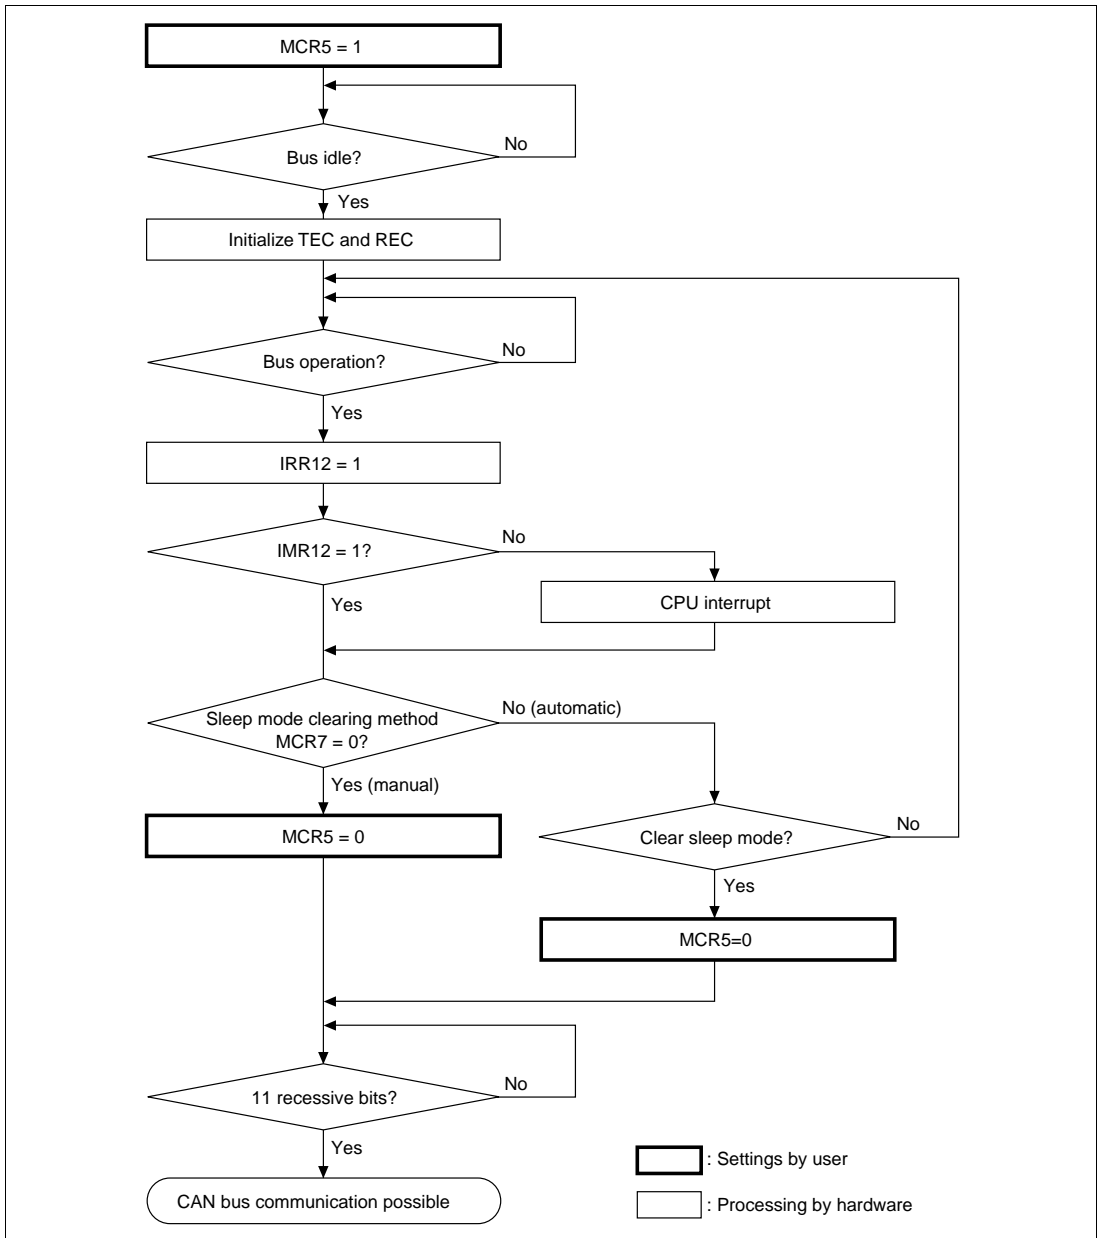 MCR5 = 1
Bus idle?
No
Yes
Initialize TEC and REC
Bus operation?
No
Yes
IRR12 = 1
IMR12 = 1?
No
Yes
CPU interrupt
Sleep mode clearing method
MCR7 = 0?
No (automatic)
Yes (manual)
MCR5 = 0
Clear sleep mode?
No
Yes
MCR5=0
11 recessive bits?
No
Yes
CAN bus communication possible
: Settings by user
: Processing by hardware